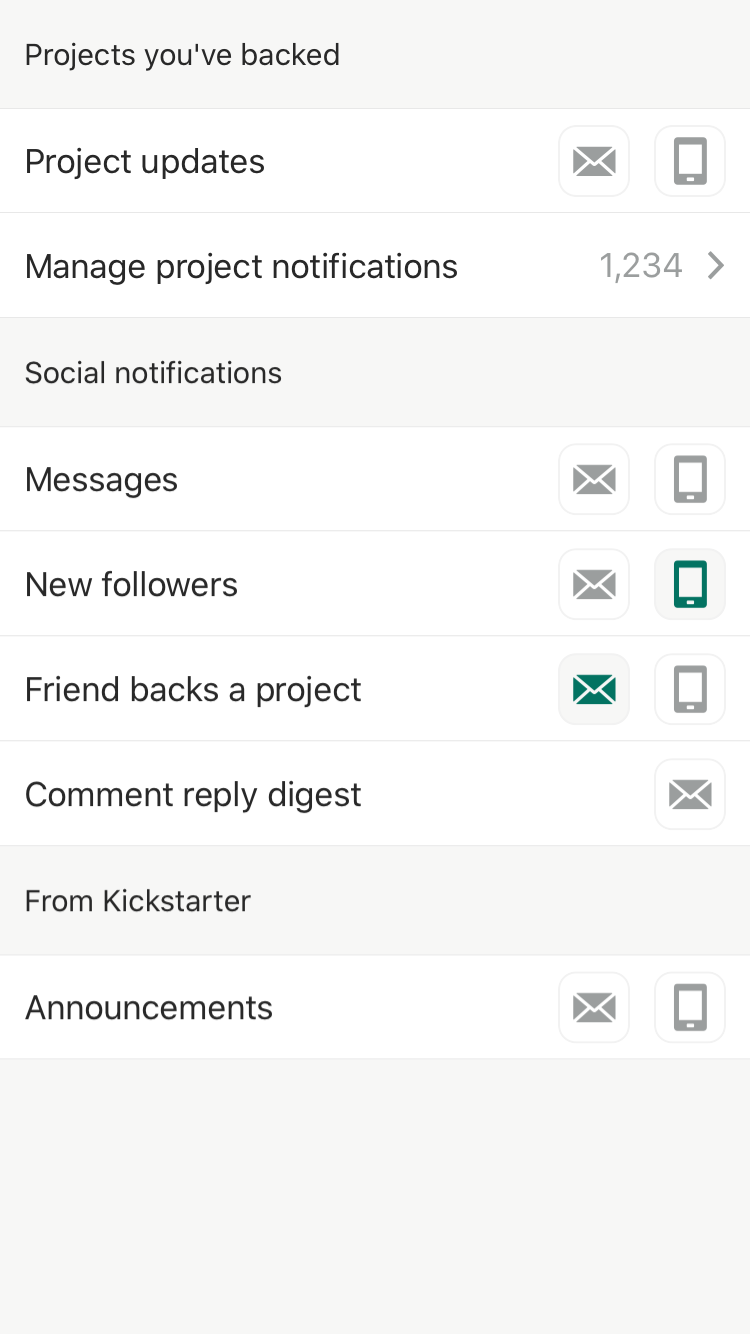 Projects you've backed
Project updates
Manage project notifications 1,234
Social notifications
Messages
New followers
Friend backs a project
Comment reply digest
From Kickstarter
Announcements